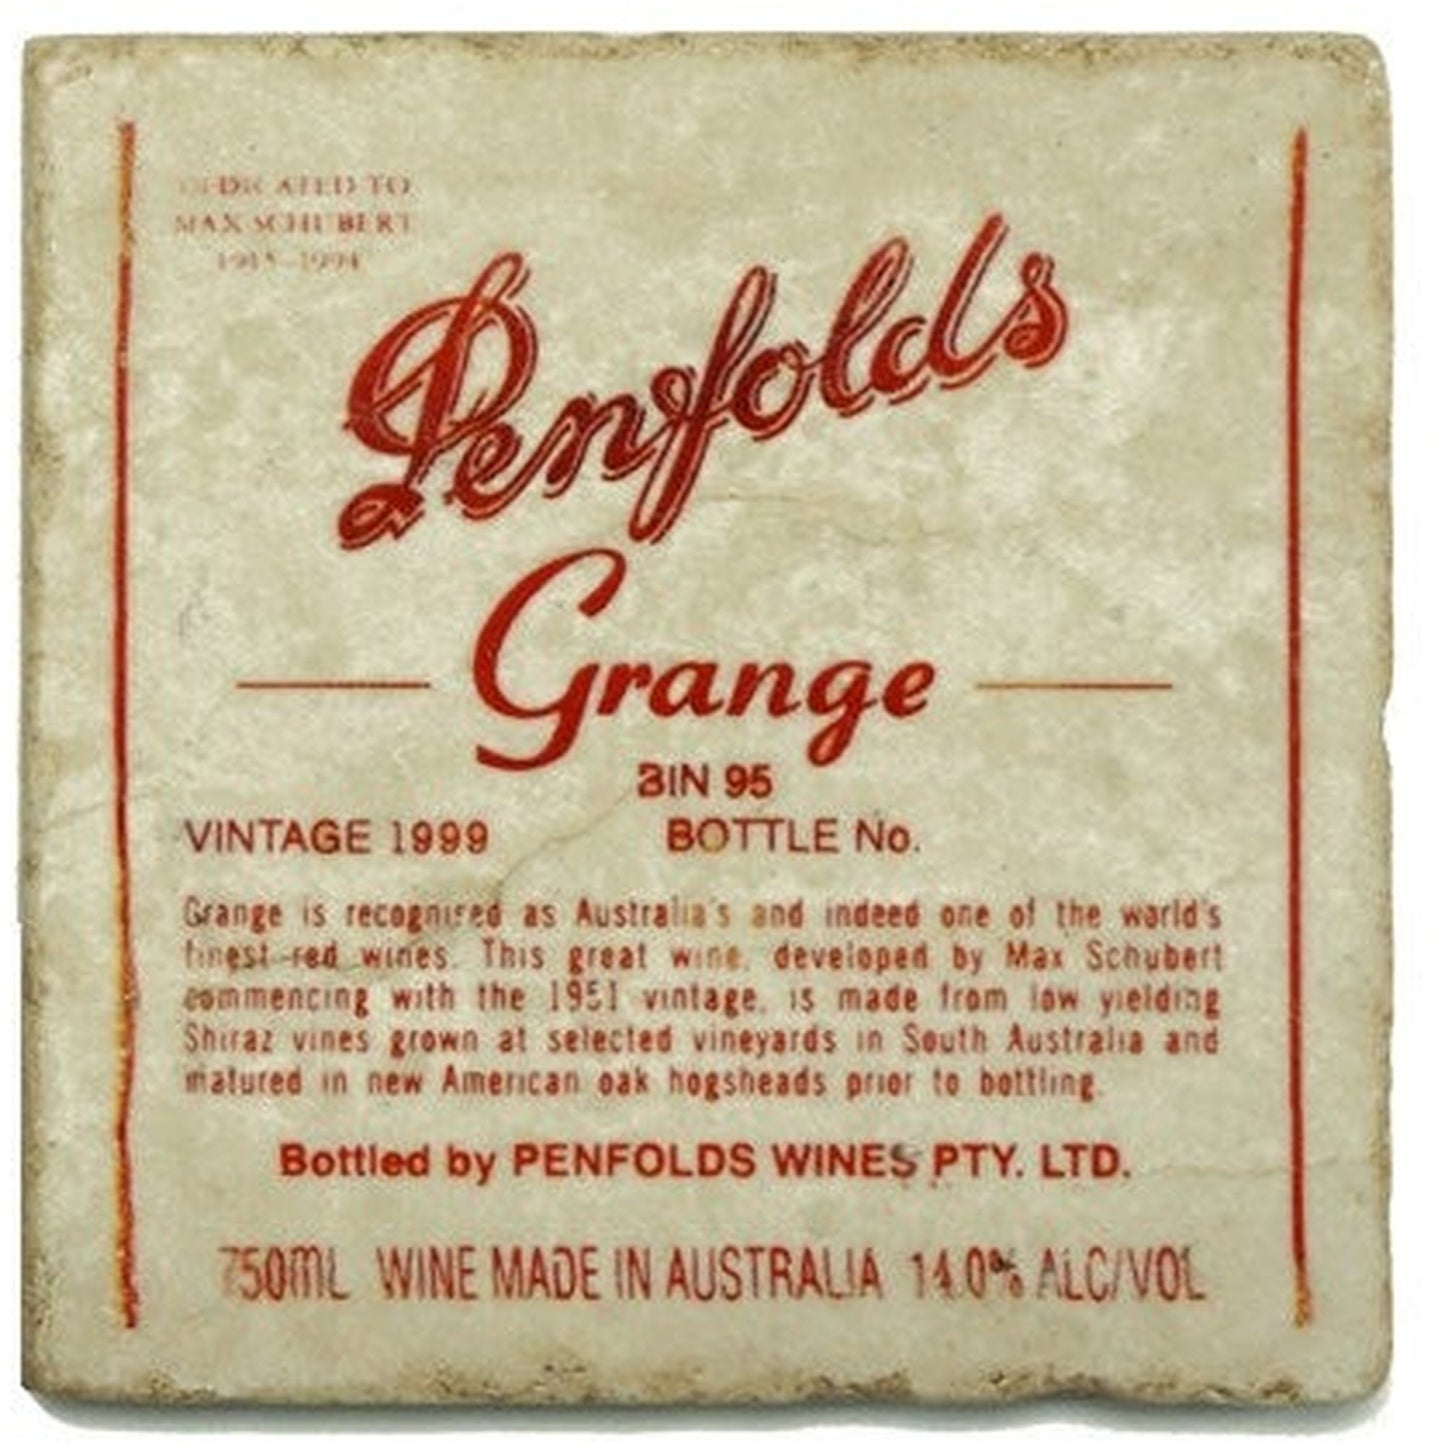 DEDICATED TO
MAX SCHUBERT
1915-1994
Penfolds
Grange
BIN 95
VINTAGE 1999 BOTTLE No.
Grange is recognised as Australia's and indeed one of the world's
finest red wines. This great wine, developed by Max Schubert
commencing with the 1951 vintage, is made from low yielding
Shiraz vines grown at selected vineyards in South Australia and
matured in new American oak hogsheads prior to bottling.
Bottled by PENFOLDS WINES PTY. LTD.
750ML WINE MADE IN AUSTRALIA 14.0% ALC/VOL